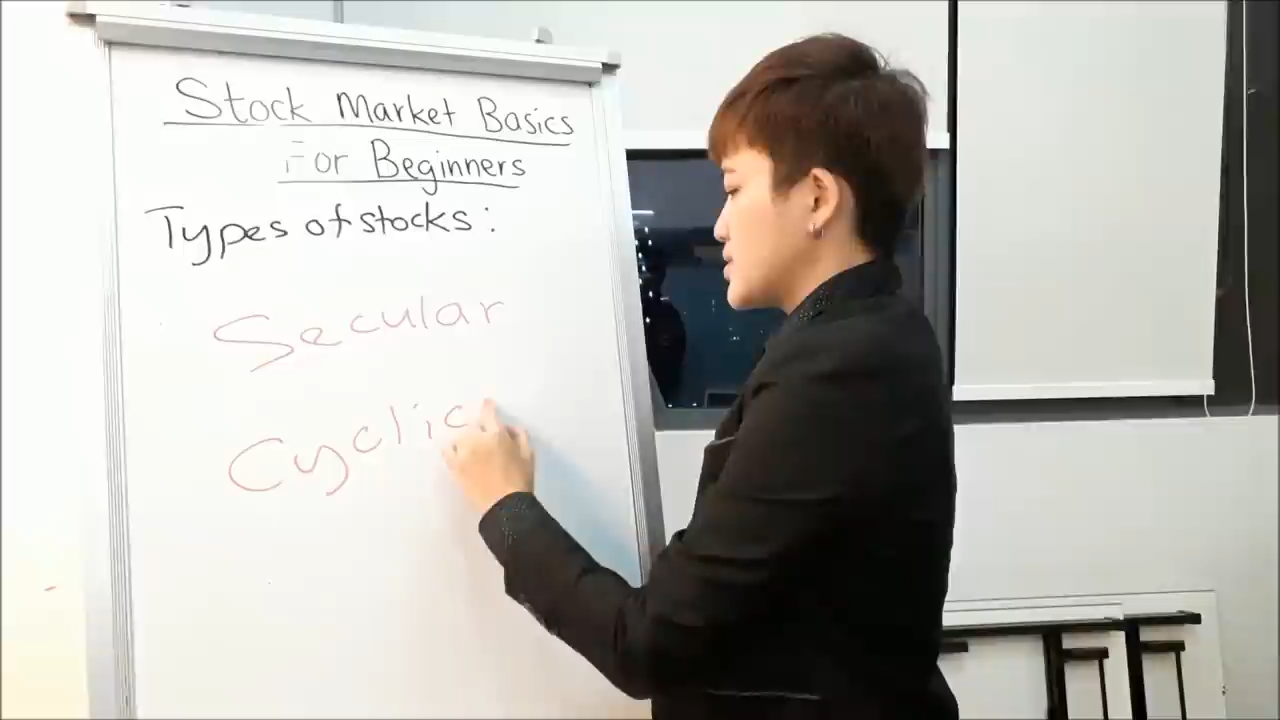 Stock Market Basics
For Beginners
Types of stocks:
Secular
Cyclic